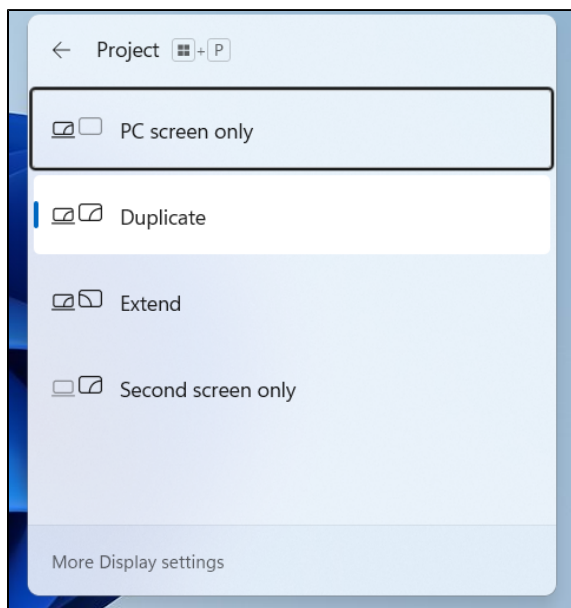 Project + P
PC screen only
Duplicate
Extend
Second screen only
More Display settings